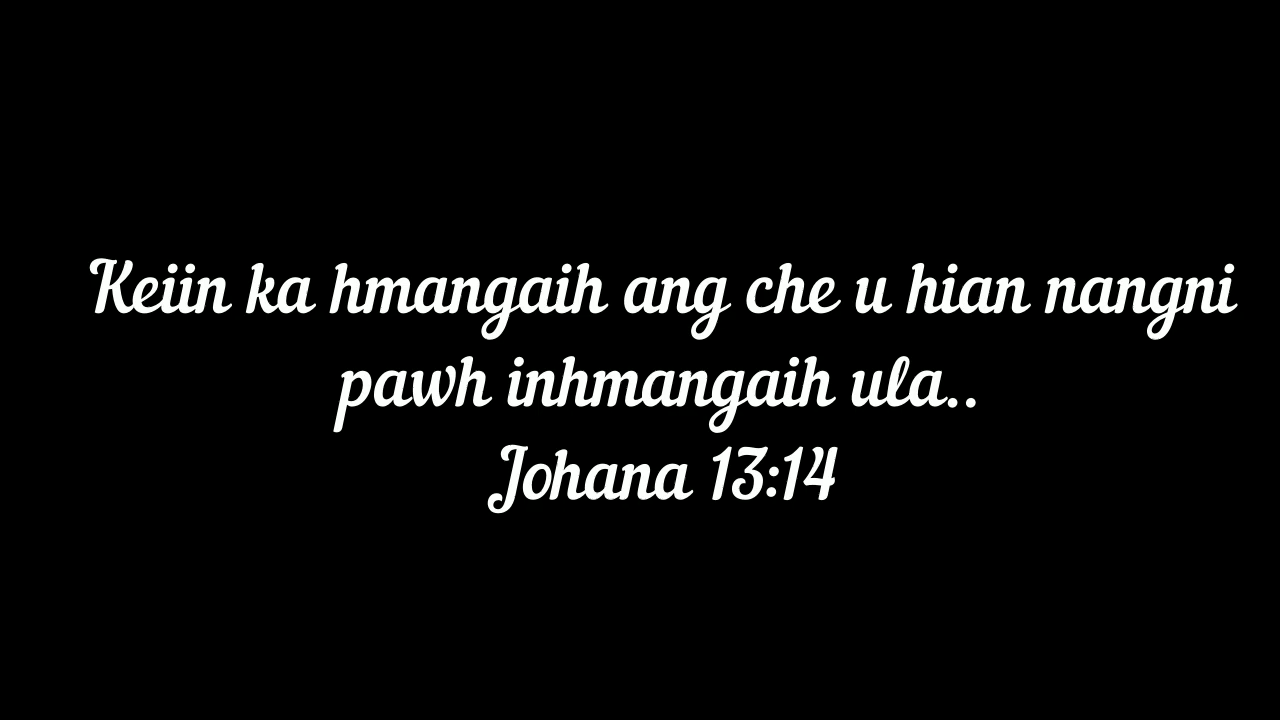 Keiin ka hmangaih ang che u hian nangni
pawh inhmangaih ula..
Johana 13:14